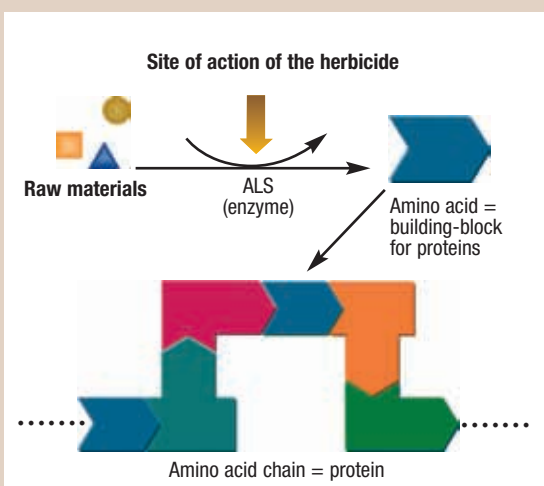 Site of action of the herbicide
Raw materials
ALS
(enzyme)
Amino acid =
building-block
for proteins
Amino acid chain = protein